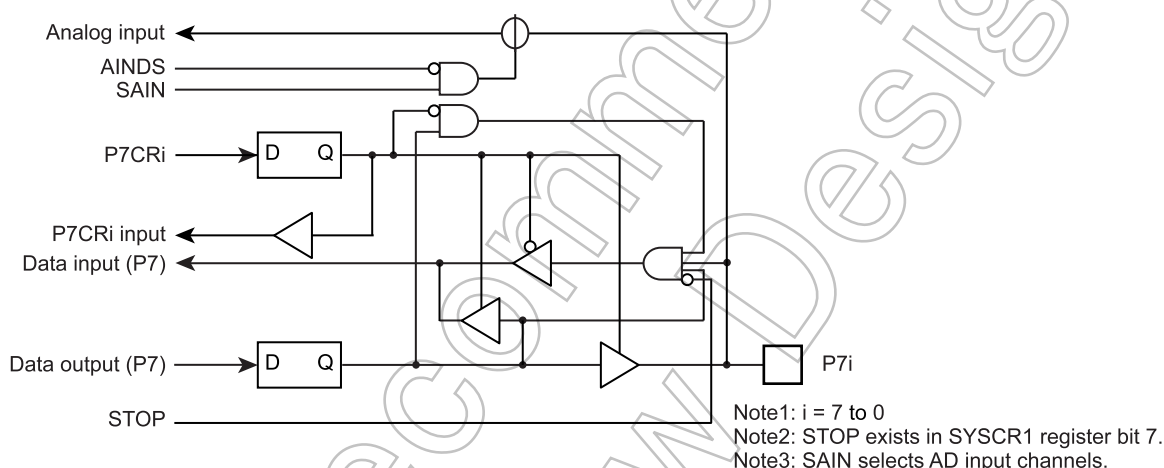 Analog input
AINDS
SAIN
P7CRi
D Q
P7CRi input
Data input (P7)
Data output (P7)
D Q
P7i
STOP
Note1: i = 7 to 0
Note2: STOP exists in SYSCR1 register bit 7.
Note3: SAIN selects AD input channels.